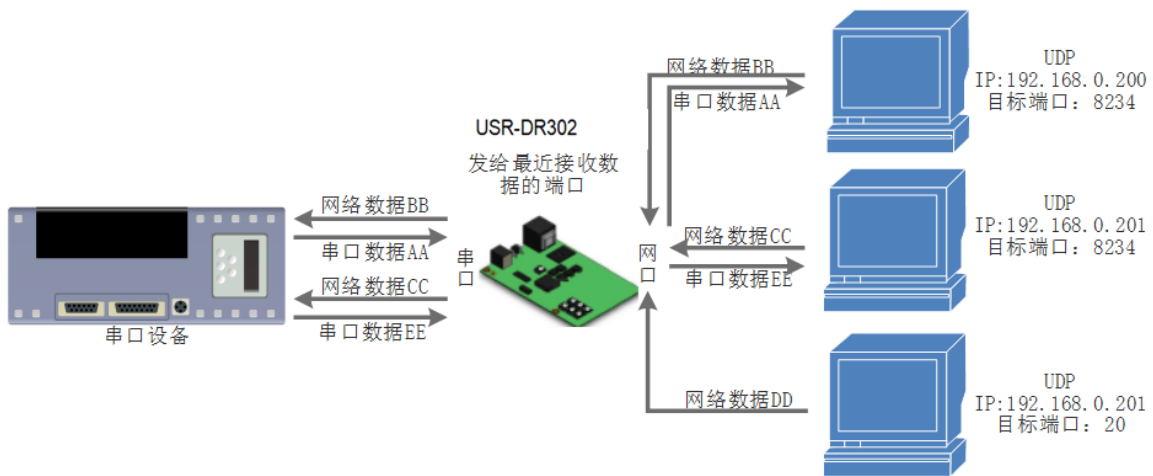 网络数据BB
串口数据AA
UDP
IP:192.168.0.200
目标端口：8234
USR-DR302
发给最近接收数
据的端口
网络数据BB
串口数据AA
网络数据CC
串口数据EE
串口设备
串口
网口
网络数据CC
串口数据EE
UDP
IP:192.168.0.201
目标端口：8234
网络数据DD
UDP
IP:192.168.0.201
目标端口：20